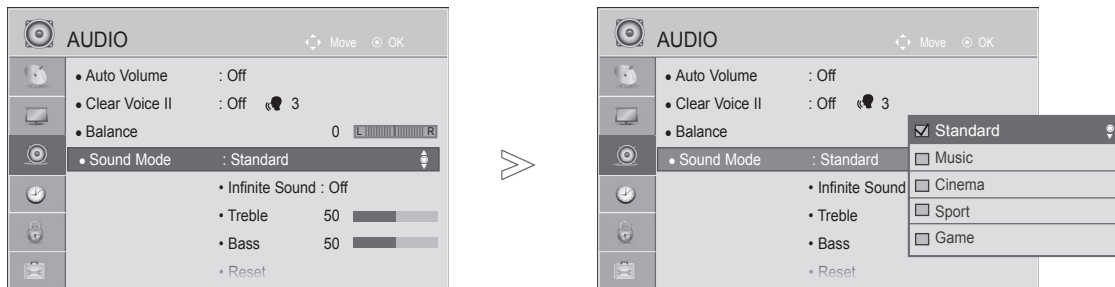 AUDIO
Move OK
• Auto Volume : Off
• Clear Voice II : Off 3
• Balance 0 L R
• Sound Mode : Standard
• Infinite Sound : Off
• Treble 50
• Bass 50
• Reset
AUDIO
Move OK
• Auto Volume : Off
• Clear Voice II : Off 3
• Balance
• Sound Mode : Standard
• Infinite Sound
• Treble
• Bass
• Reset
Standard
Music
Cinema
Sport
Game